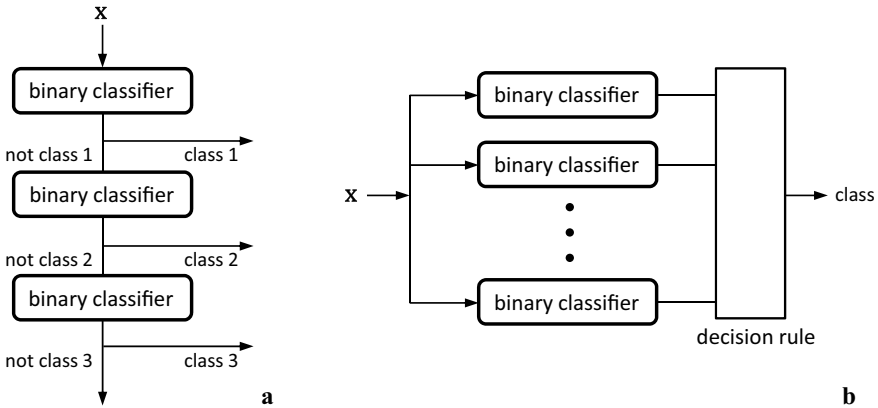 x
binary classifier
not class 1
class 1
binary classifier
not class 2
class 2
binary classifier
not class 3
class 3
a
x
binary classifier
binary classifier
binary classifier
decision rule
class
b